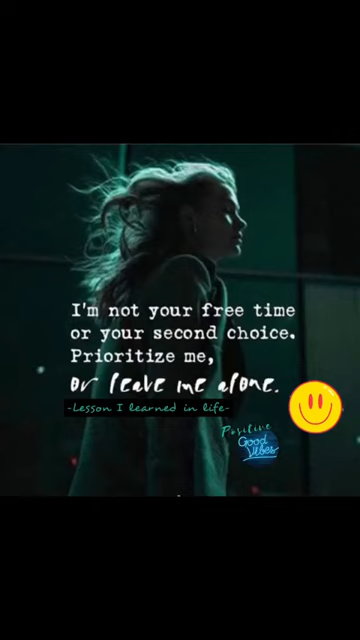 I'm not your free time
or your second choice.
Prioritize me,
or leave me alone.
-Lesson I learned in life-
Positive
Good
Vibes